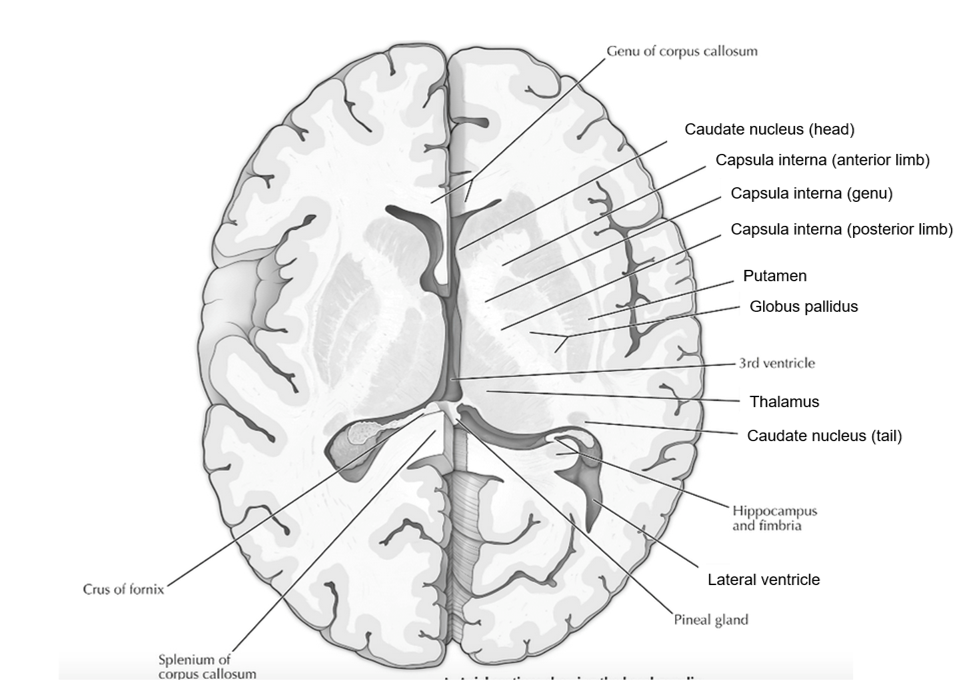 Genu of corpus callosum
Caudate nucleus (head)
Capsula interna (anterior limb)
Capsula interna (genu)
Capsula interna (posterior limb)
Putamen
Globus pallidus
3rd ventricle
Thalamus
Caudate nucleus (tail)
Hippocampus
and fimbria
Lateral ventricle
Crus of fornix
Pineal gland
Splenium of
corpus callosum